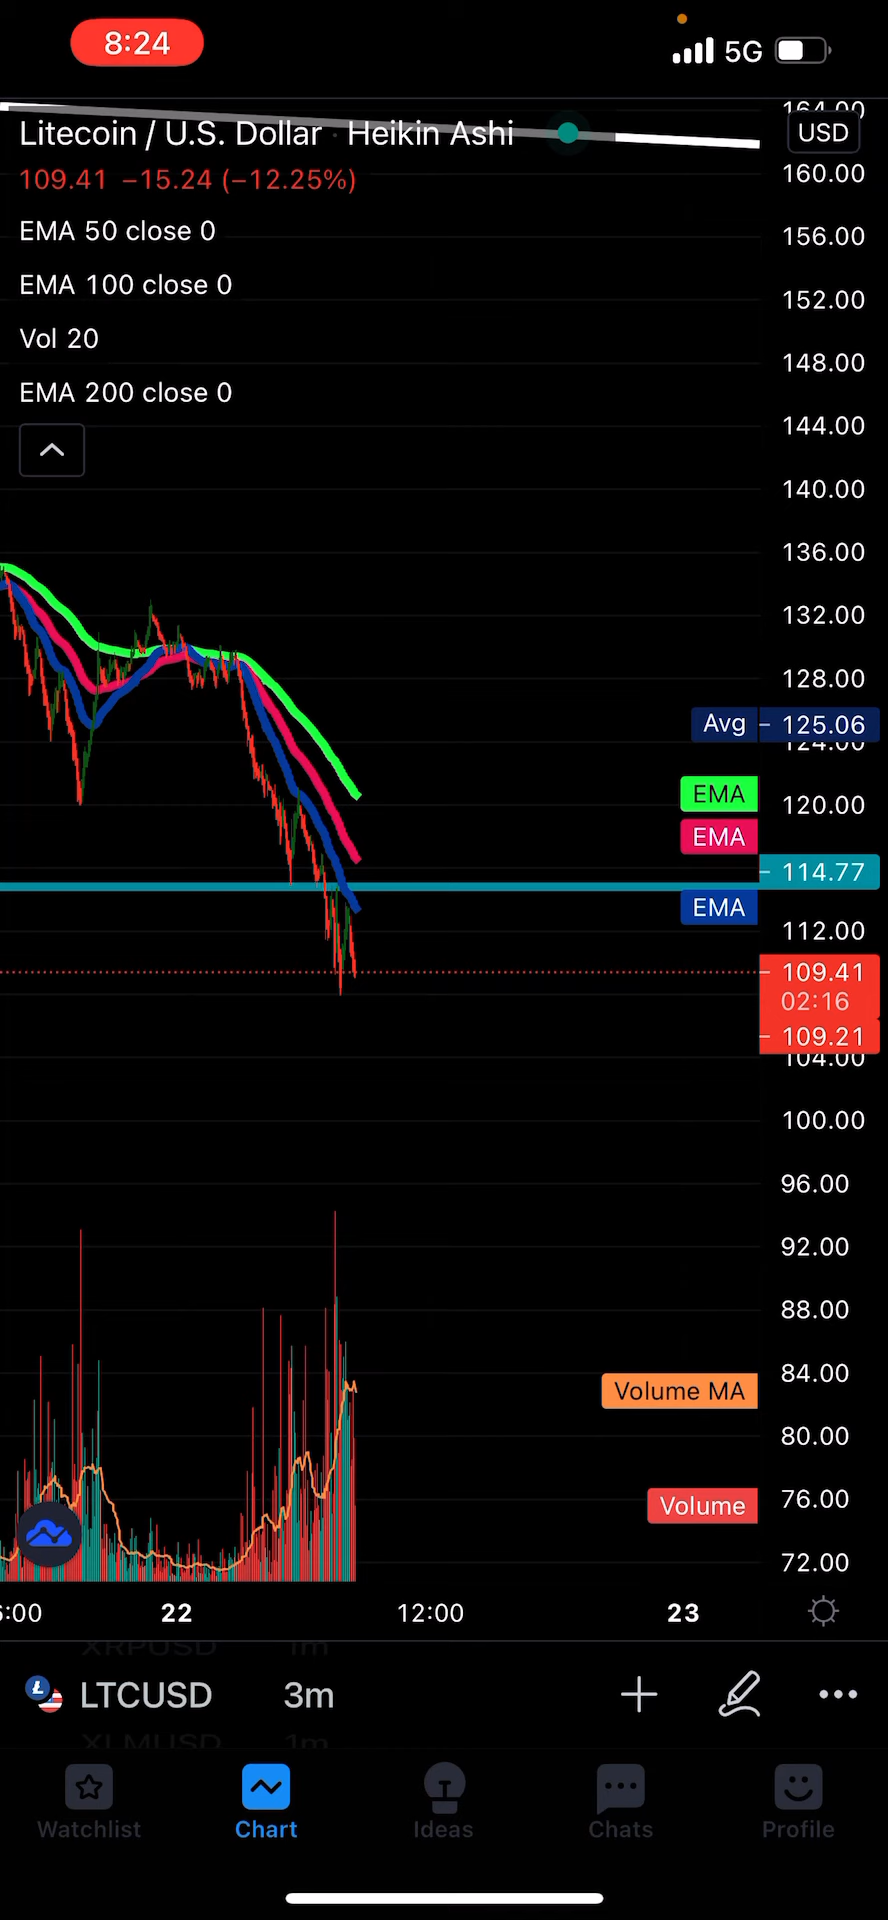 8:24
5G
164.00
Litecoin / U.S. Dollar · Heikin Ashi
USD
109.41 −15.24 (−12.25%)
160.00
EMA 50 close 0
156.00
EMA 100 close 0
152.00
Vol 20
148.00
EMA 200 close 0
144.00
140.00
136.00
132.00
128.00
Avg
125.06
124.00
EMA
120.00
EMA
114.77
EMA
112.00
109.41
02:16
109.21
104.00
100.00
96.00
92.00
88.00
84.00
Volume MA
80.00
76.00
Volume
72.00
6:00 22 12:00 23
XRPUSD 1m
LTCUSD 3m
XLMUSD 1m
Watchlist Chart Ideas Chats Profile